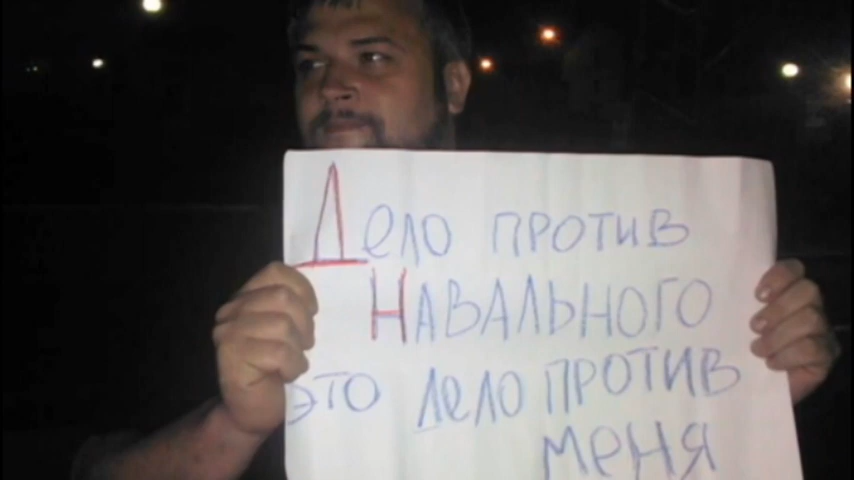 Дело против
Навального
это дело против
меня